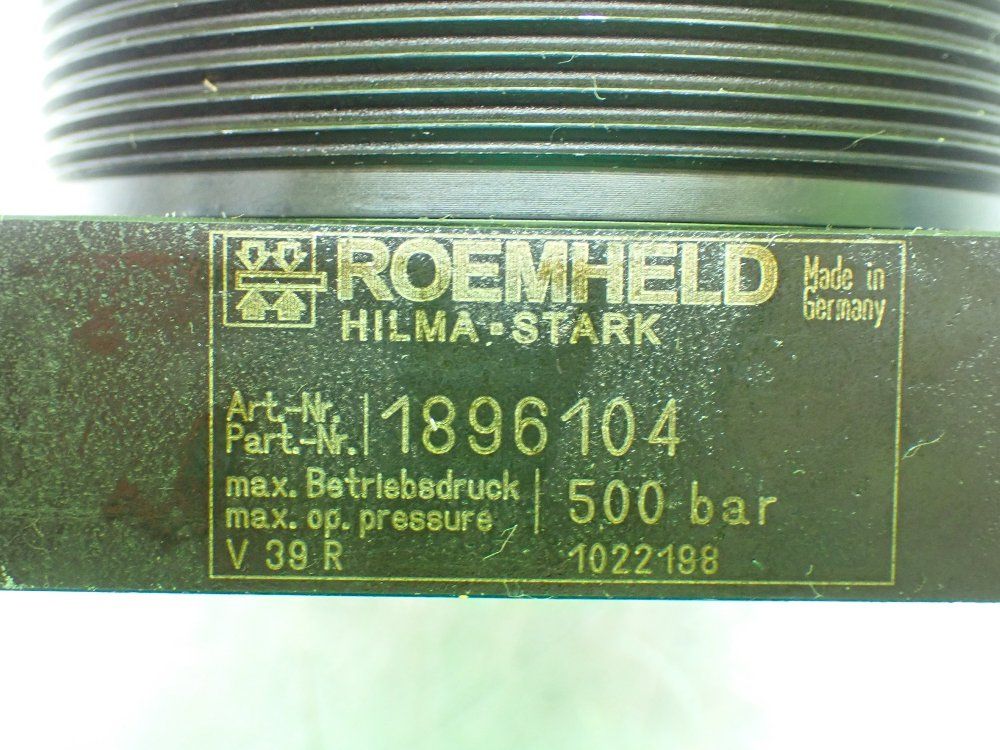 ROEMHELD
HILMA ▪ STARK
Made in
Germany
Art.-Nr.
Part.-Nr.
1896104
max. Betriebsdruck
max. op. pressure
500 bar
V 39 R
1022198